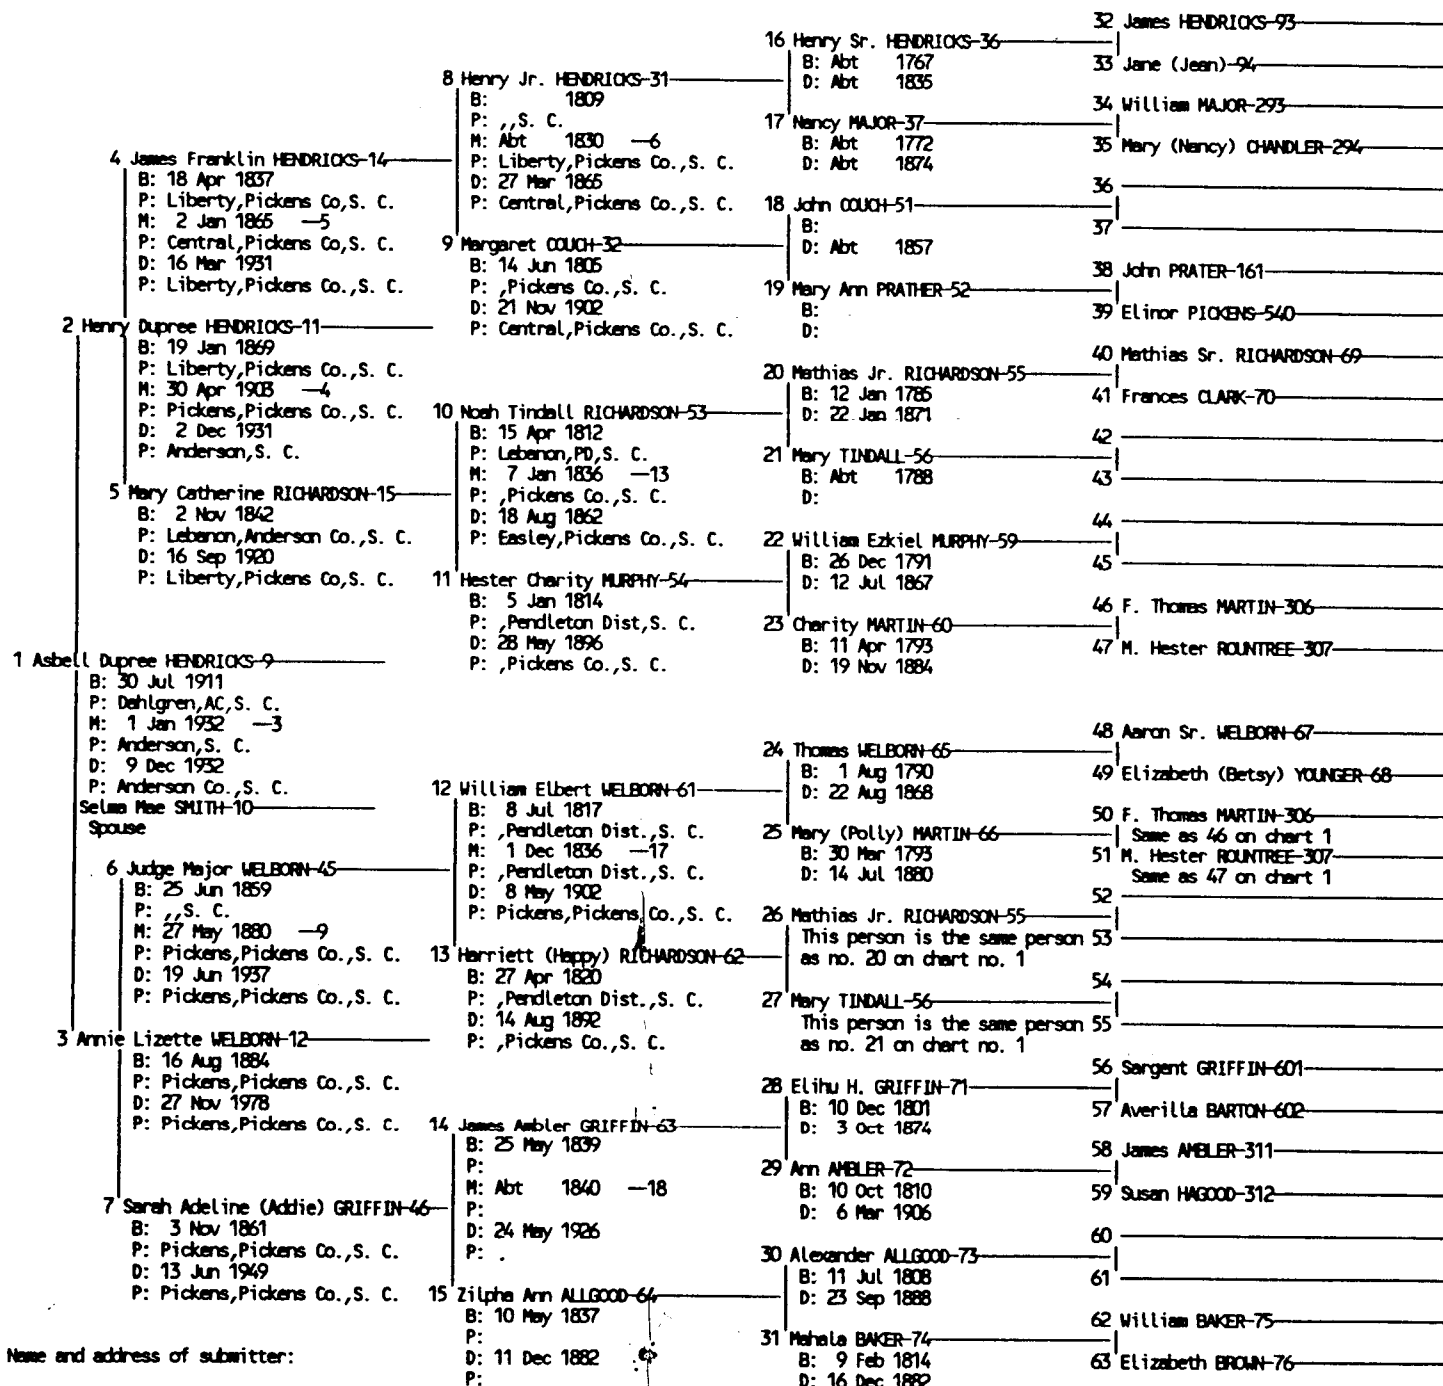 32 James HENDRICKS-93
16 Henry Sr. HENDRICKS-36
B: Abt 1767
D: Abt 1835
33 Jane (Jean)-94
8 Henry Jr. HENDRICKS-31
B: 1809
P: ,,S. C.
M: Abt 1830 —6
P: Liberty,Pickens Co.,S. C.
D: 27 Mar 1865
P: Central,Pickens Co.,S. C.
34 William MAJOR-293
17 Nancy MAJOR-37
B: Abt 1772
D: Abt 1874
35 Mary (Nancy) CHANDLER-294
4 James Franklin HENDRICKS-14
B: 18 Apr 1837
P: Liberty,Pickens Co,S. C.
M: 2 Jan 1865 —5
P: Central,Pickens Co,S. C.
D: 16 Mar 1931
P: Liberty,Pickens Co.,S. C.
36
18 John COUCH-51
B:
D: Abt 1857
37
9 Margaret COUCH-32
B: 14 Jun 1805
P: ,Pickens Co.,S. C.
D: 21 Nov 1902
P: Central,Pickens Co.,S. C.
38 John PRATER-161
19 Mary Ann PRATHER-52
B:
D:
39 Elinor PICKENS-540
2 Henry Dupree HENDRICKS-11
B: 19 Jan 1869
P: Liberty,Pickens Co.,S. C.
M: 30 Apr 1903 —4
P: Pickens,Pickens Co.,S. C.
D: 2 Dec 1931
P: Anderson,S. C.
40 Mathias Sr. RICHARDSON-69
20 Mathias Jr. RICHARDSON-55
B: 12 Jan 1785
D: 22 Jan 1871
41 Frances CLARK-70
10 Noah Tindall RICHARDSON-53
B: 15 Apr 1812
P: Lebanon,PD,S. C.
M: 7 Jan 1836 —13
P: ,Pickens Co.,S. C.
D: 18 Aug 1862
P: Easley,Pickens Co.,S. C.
42
21 Mary TINDALL-56
B: Abt 1788
D:
43
5 Mary Catherine RICHARDSON-15
B: 2 Nov 1842
P: Lebanon,Anderson Co.,S. C.
D: 16 Sep 1920
P: Liberty,Pickens Co,S. C.
44
22 William Ezkiel MURPHY-59
B: 26 Dec 1791
D: 12 Jul 1867
45
11 Hester Charity MURPHY-54
B: 5 Jan 1814
P: ,Pendleton Dist,S. C.
D: 28 May 1896
P: ,Pickens Co.,S. C.
46 F. Thomas MARTIN-306
23 Charity MARTIN-60
B: 11 Apr 1793
D: 19 Nov 1884
47 M. Hester ROUNTREE-307
1 Asbell Dupree HENDRICKS-9
B: 30 Jul 1911
P: Dahlgren,AC,S. C.
M: 1 Jan 1932 —3
P: Anderson,S. C.
D: 9 Dec 1932
P: Anderson Co.,S. C.
Selma Mae SMITH-10
Spouse
48 Aaron Sr. WELBORN-67
24 Thomas WELBORN-65
B: 1 Aug 1790
D: 22 Aug 1868
49 Elizabeth (Betsy) YOUNGER-68
12 William Elbert WELBORN-61
B: 8 Jul 1817
P: ,Pendleton Dist.,S. C.
M: 1 Dec 1836 —17
P: ,Pendleton Dist.,S. C.
D: 8 May 1902
P: Pickens,Pickens Co.,S. C.
50 F. Thomas MARTIN-306
Same as 46 on chart 1
25 Mary (Polly) MARTIN-66
B: 30 Mar 1793
D: 14 Jul 1880
51 M. Hester ROUNTREE-307
Same as 47 on chart 1
6 Judge Major WELBORN-45
B: 25 Jun 1859
P: ,,S. C.
M: 27 May 1880 —9
P: Pickens,Pickens Co.,S. C.
D: 19 Jun 1937
P: Pickens,Pickens Co.,S. C.
52
26 Mathias Jr. RICHARDSON-55
This person is the same person
as no. 20 on chart no. 1
53
13 Harriett (Happy) RICHARDSON-62
B: 27 Apr 1820
P: ,Pendleton Dist.,S. C.
D: 14 Aug 1892
P: ,Pickens Co.,S. C.
54
27 Mary TINDALL-56
This person is the same person
as no. 21 on chart no. 1
55
3 Annie Lizette WELBORN-12
B: 16 Aug 1884
P: Pickens,Pickens Co.,S. C.
D: 27 Nov 1978
P: Pickens,Pickens Co.,S. C.
56 Sargent GRIFFIN-601
28 Elihu H. GRIFFIN-71
B: 10 Dec 1801
D: 3 Oct 1874
57 Averilla BARTON-602
14 James Ambler GRIFFIN-63
B: 25 May 1839
P:
M: Abt 1840 —18
P:
D: 24 May 1926
P: .
58 James AMBLER-311
29 Ann AMBLER-72
B: 10 Oct 1810
D: 6 Mar 1906
59 Susan HAGOOD-312
7 Sarah Adeline (Addie) GRIFFIN-46
B: 3 Nov 1861
P: Pickens,Pickens Co.,S. C.
D: 13 Jun 1949
P: Pickens,Pickens Co.,S. C.
60
30 Alexander ALLGOOD-73
B: 11 Jul 1808
D: 23 Sep 1888
61
15 Zilpha Ann ALLGOOD-64
B: 10 May 1837
P:
D: 11 Dec 1882
P:
62 William BAKER-75
31 Mahala BAKER-74
B: 9 Feb 1814
D: 16 Dec 1882
63 Elizabeth BROWN-76
Name and address of submitter: